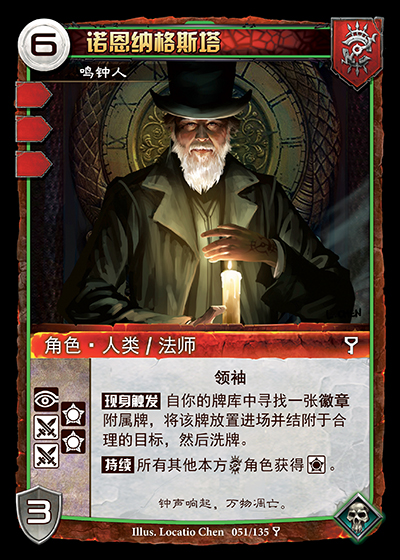 6
诺恩纳格斯塔
鸣钟人
角色·人类/法师
领袖
现身触发 自你的牌库中寻找一张徽章
附属牌，将该牌放置进场并结附于合
理的目标，然后洗牌。
持续 所有其他本方角色获得。
钟声响起，万物凋亡。
3
Illus. Locatio Chen 051/135